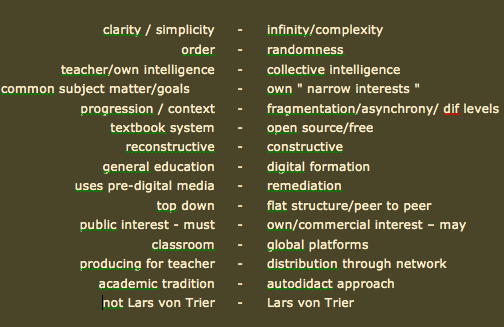 clarity / simplicity - infinity/complexity
order - randomness
teacher/own intelligence - collective intelligence
common subject matter/goals - own " narrow interests "
progression / context - fragmentation/asynchrony/ dif levels
textbook system - open source/free
reconstructive - constructive
general education - digital formation
uses pre-digital media - remediation
top down - flat structure/peer to peer
public interest - must - own/commercial interest – may
classroom - global platforms
producing for teacher - distribution through network
academic tradition - autodidact approach
not Lars von Trier - Lars von Trier